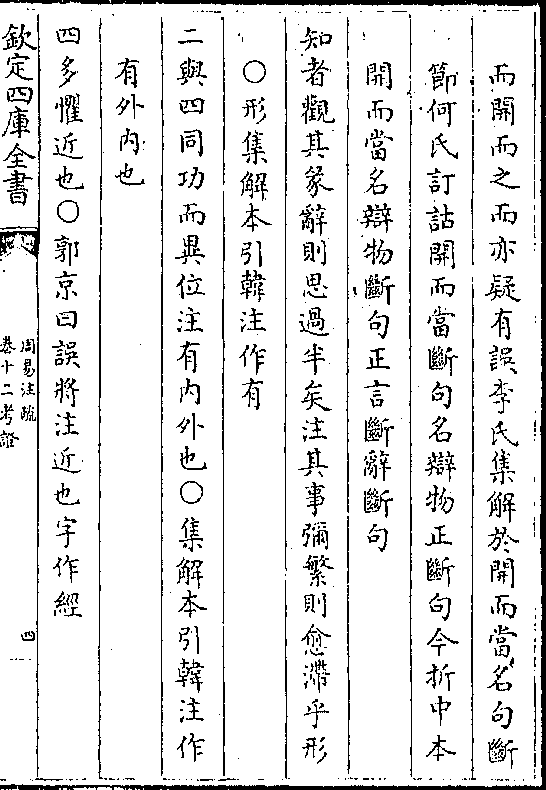 而開而之而亦疑有誤李氏集解於開而當名句斷
節何氏訂詁開而當斷句名辯物正斷句今折中本
開而當名辯物斷句正言斷辭斷句
知者觀其彖辭則思過半矣注其事彌繁則愈滯乎形
○形集解本引韓注作有
二與四同功而異位注有内外也○集解本引韓注作
有外内也
四多懼近也○郭京曰誤將注近也字作經
欽定四庫全書
周易注疏
卷十二考證
四